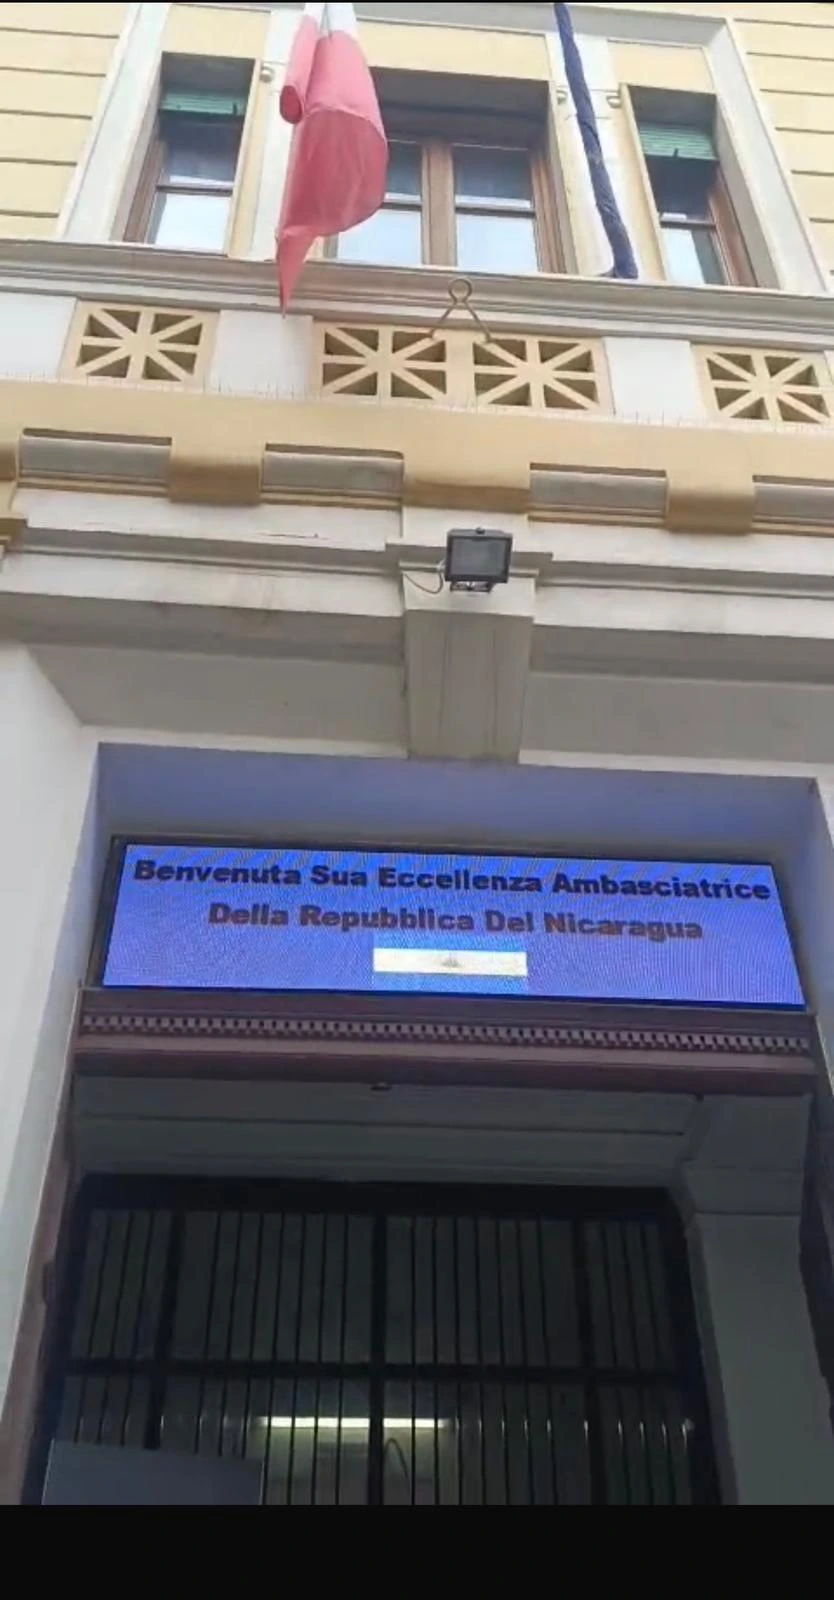 Benvenuta Sua Eccellenza Ambasciatrice
Della Repubblica Del Nicaragua